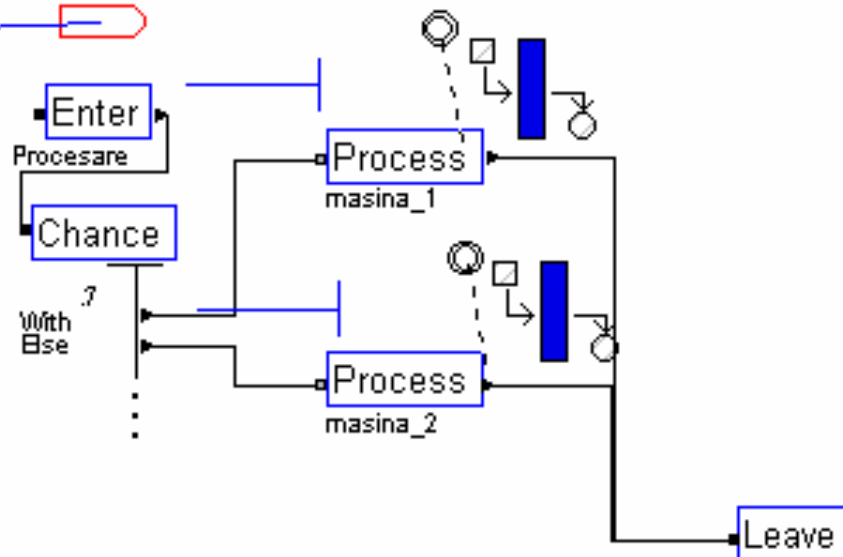 Enter
Procesare
Chance
.7
With
Else
Process
masina_1
Process
masina_2
Leave